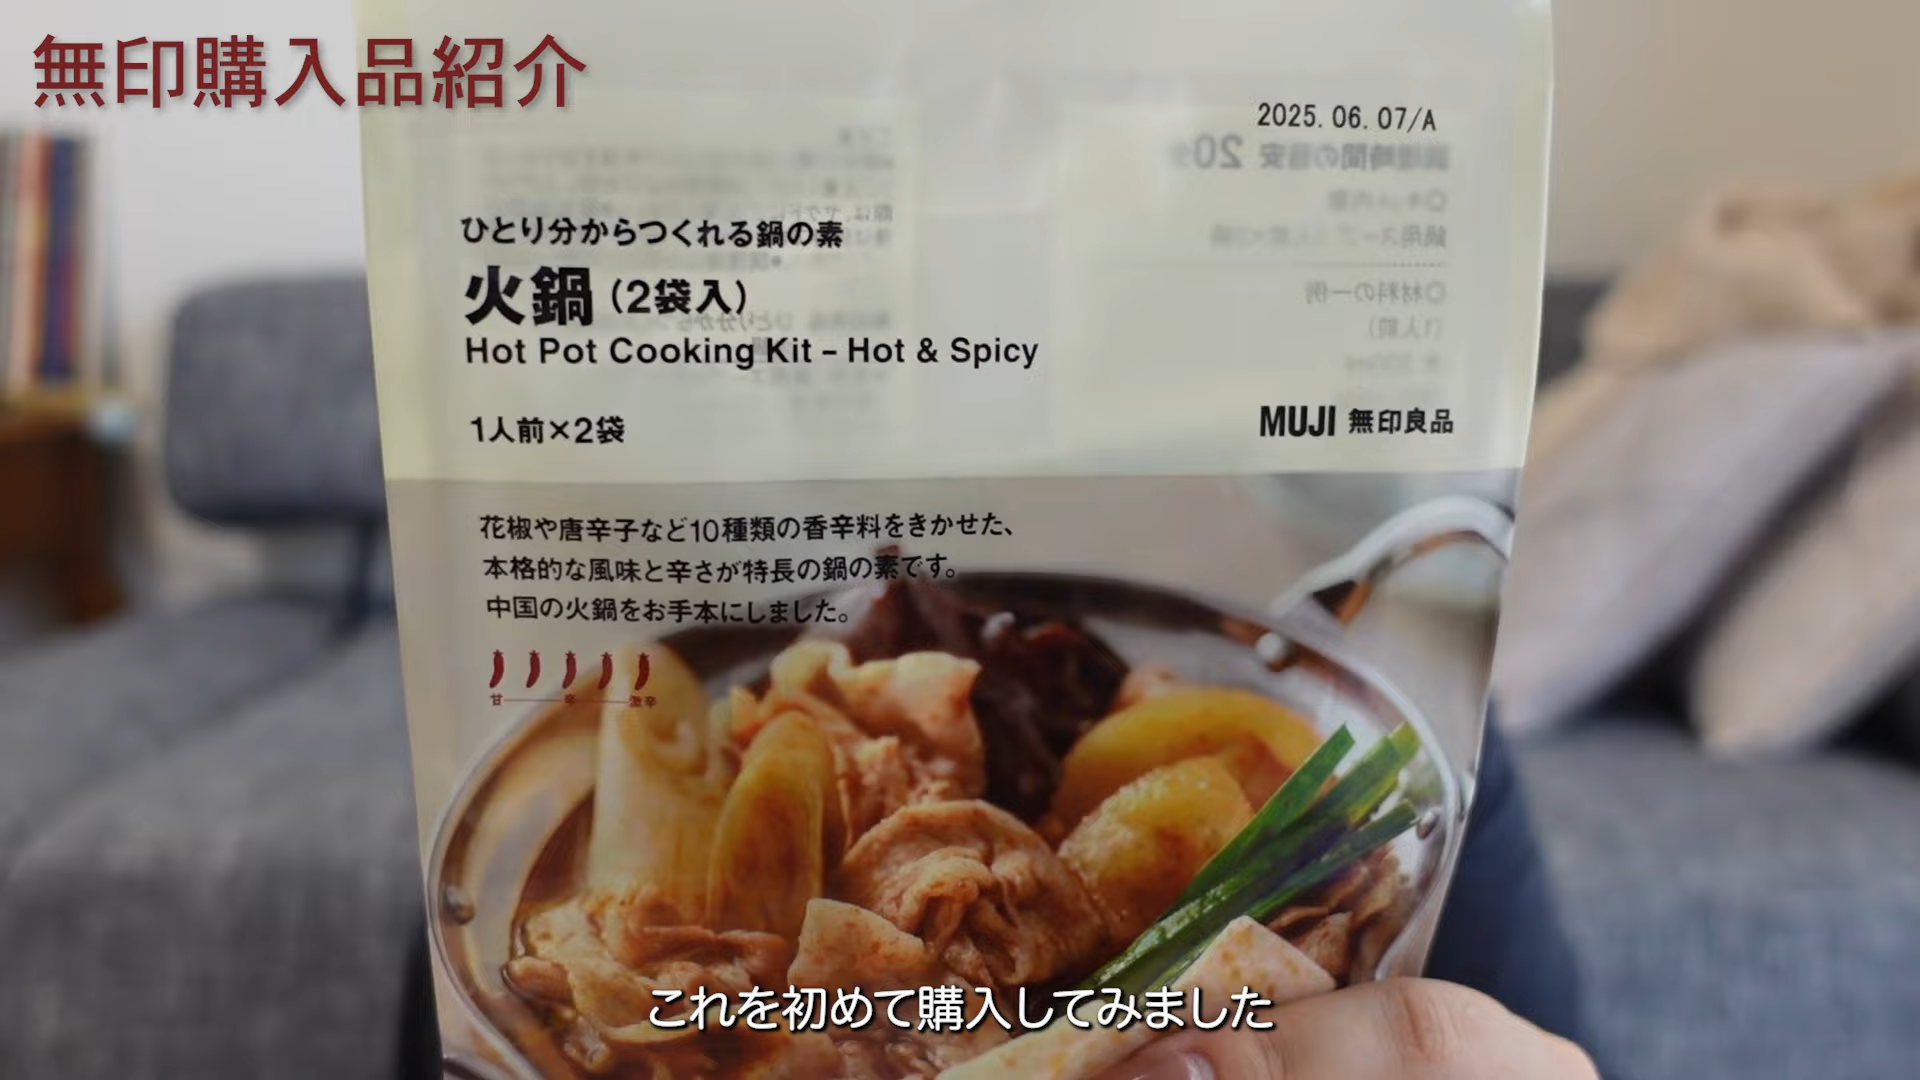 無印購入品紹介
2025.06.07/A
ひとり分からつくれる鍋の素
火鍋(2袋入)
Hot Pot Cooking Kit – Hot & Spicy
1人前×2袋
MUJI 無印良品
花椒や唐辛子など10種類の香辛料をきかせた、
本格的な風味と辛さが特長の鍋の素です。
中国の火鍋をお手本にしました。
甘 辛 激辛
これを初めて購入してみました